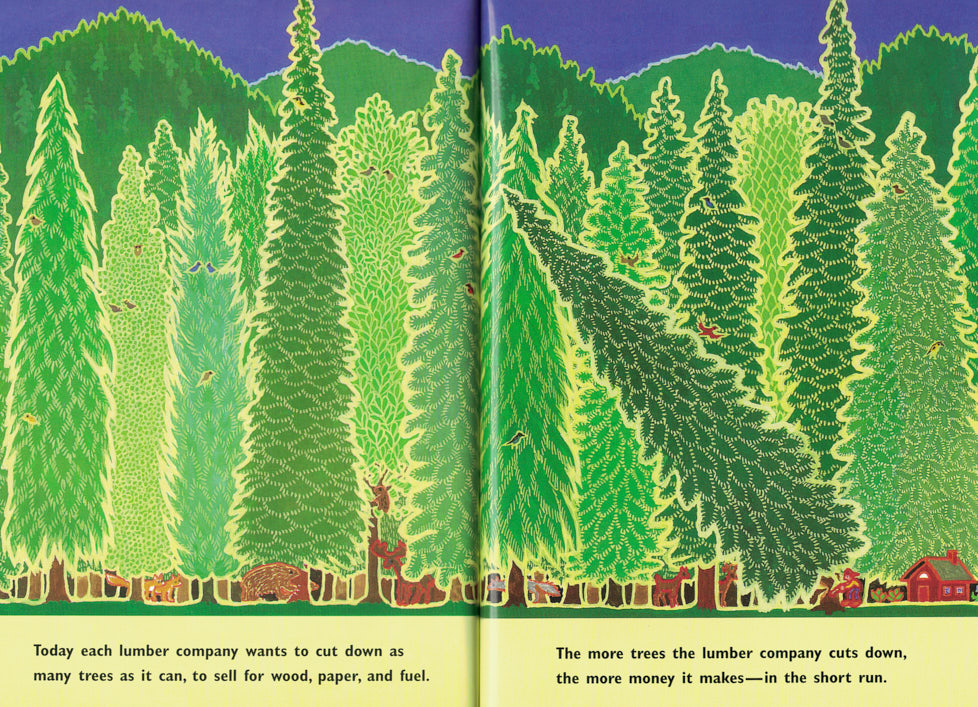 Today each lumber company wants to cut down as
many trees as it can, to sell for wood, paper, and fuel.
The more trees the lumber company cuts down,
the more money it makes—in the short run.